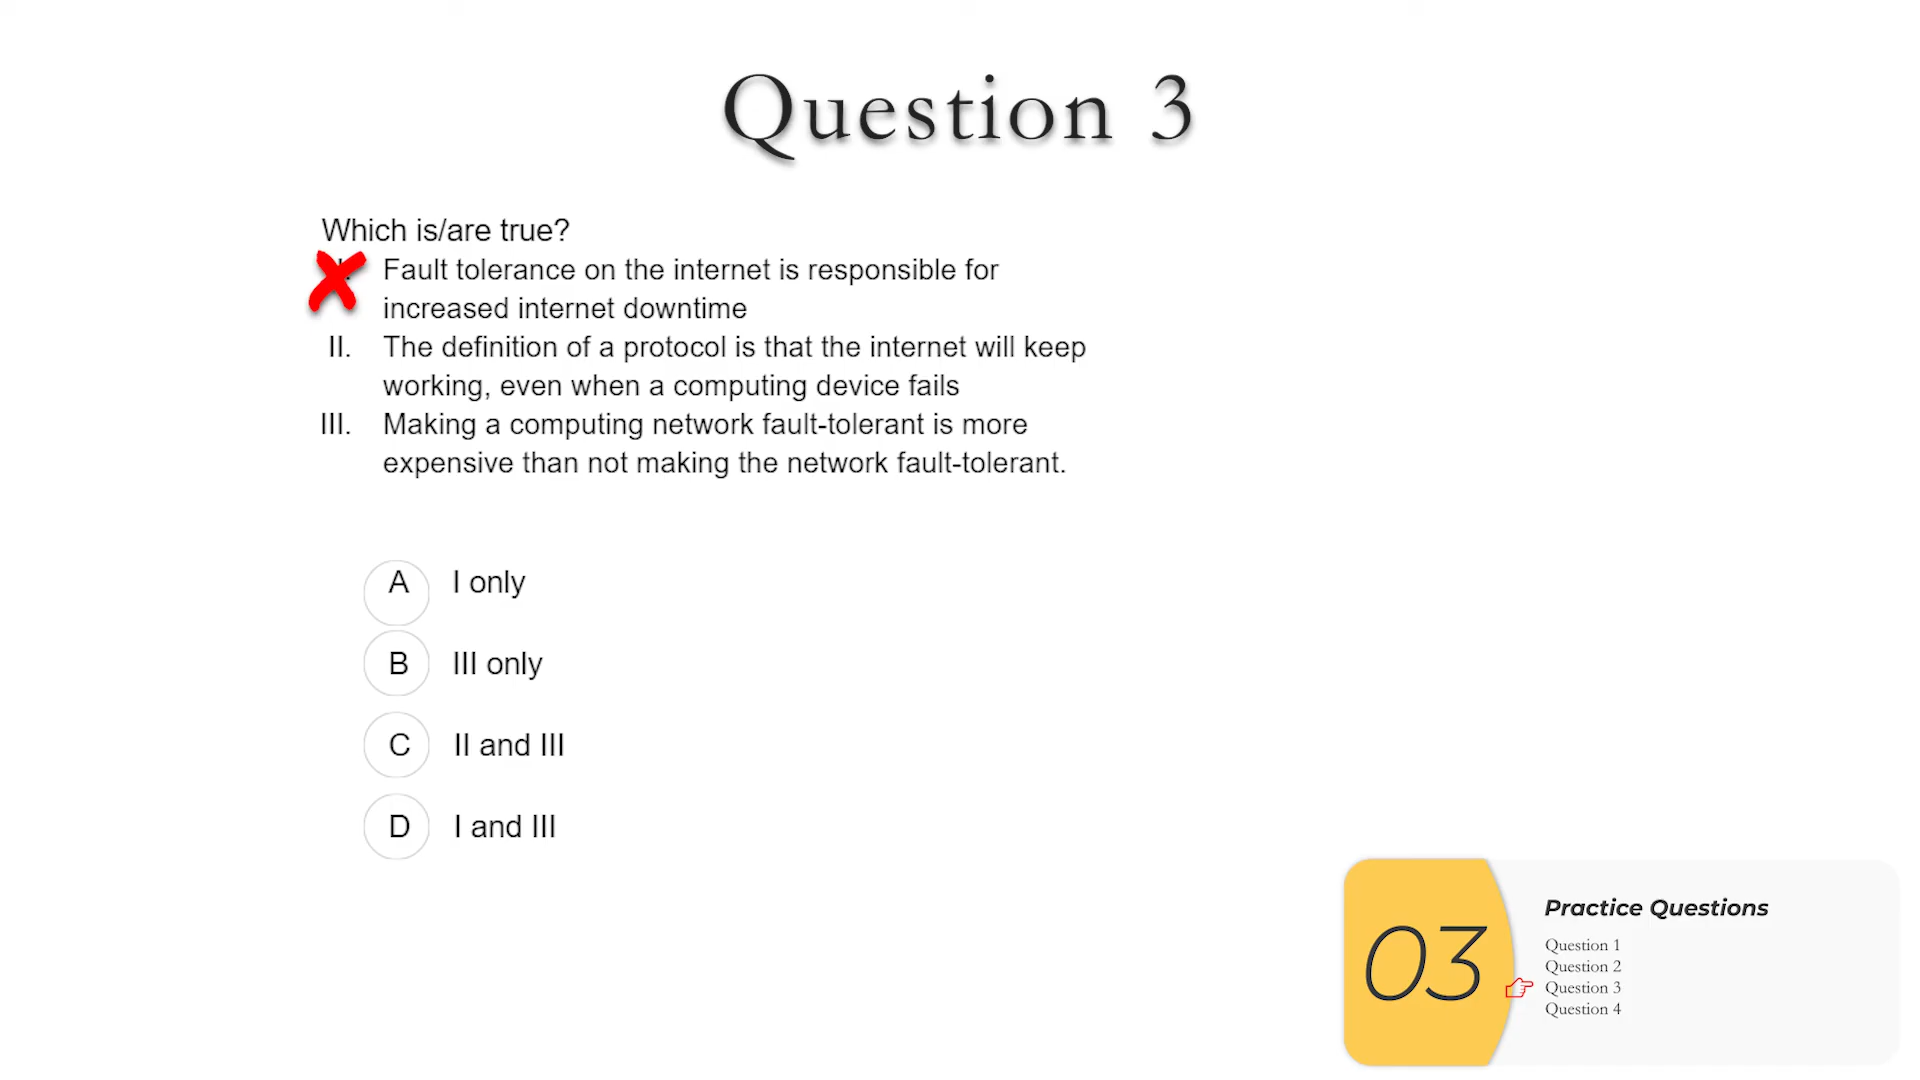 Question 3
Which is/are true?
Fault tolerance on the internet is responsible for
increased internet downtime
II. The definition of a protocol is that the internet will keep
working, even when a computing device fails
III. Making a computing network fault-tolerant is more
expensive than not making the network fault-tolerant.
A I only
B III only
C II and III
D I and III
03
Practice Questions
Question 1
Question 2
Question 3
Question 4